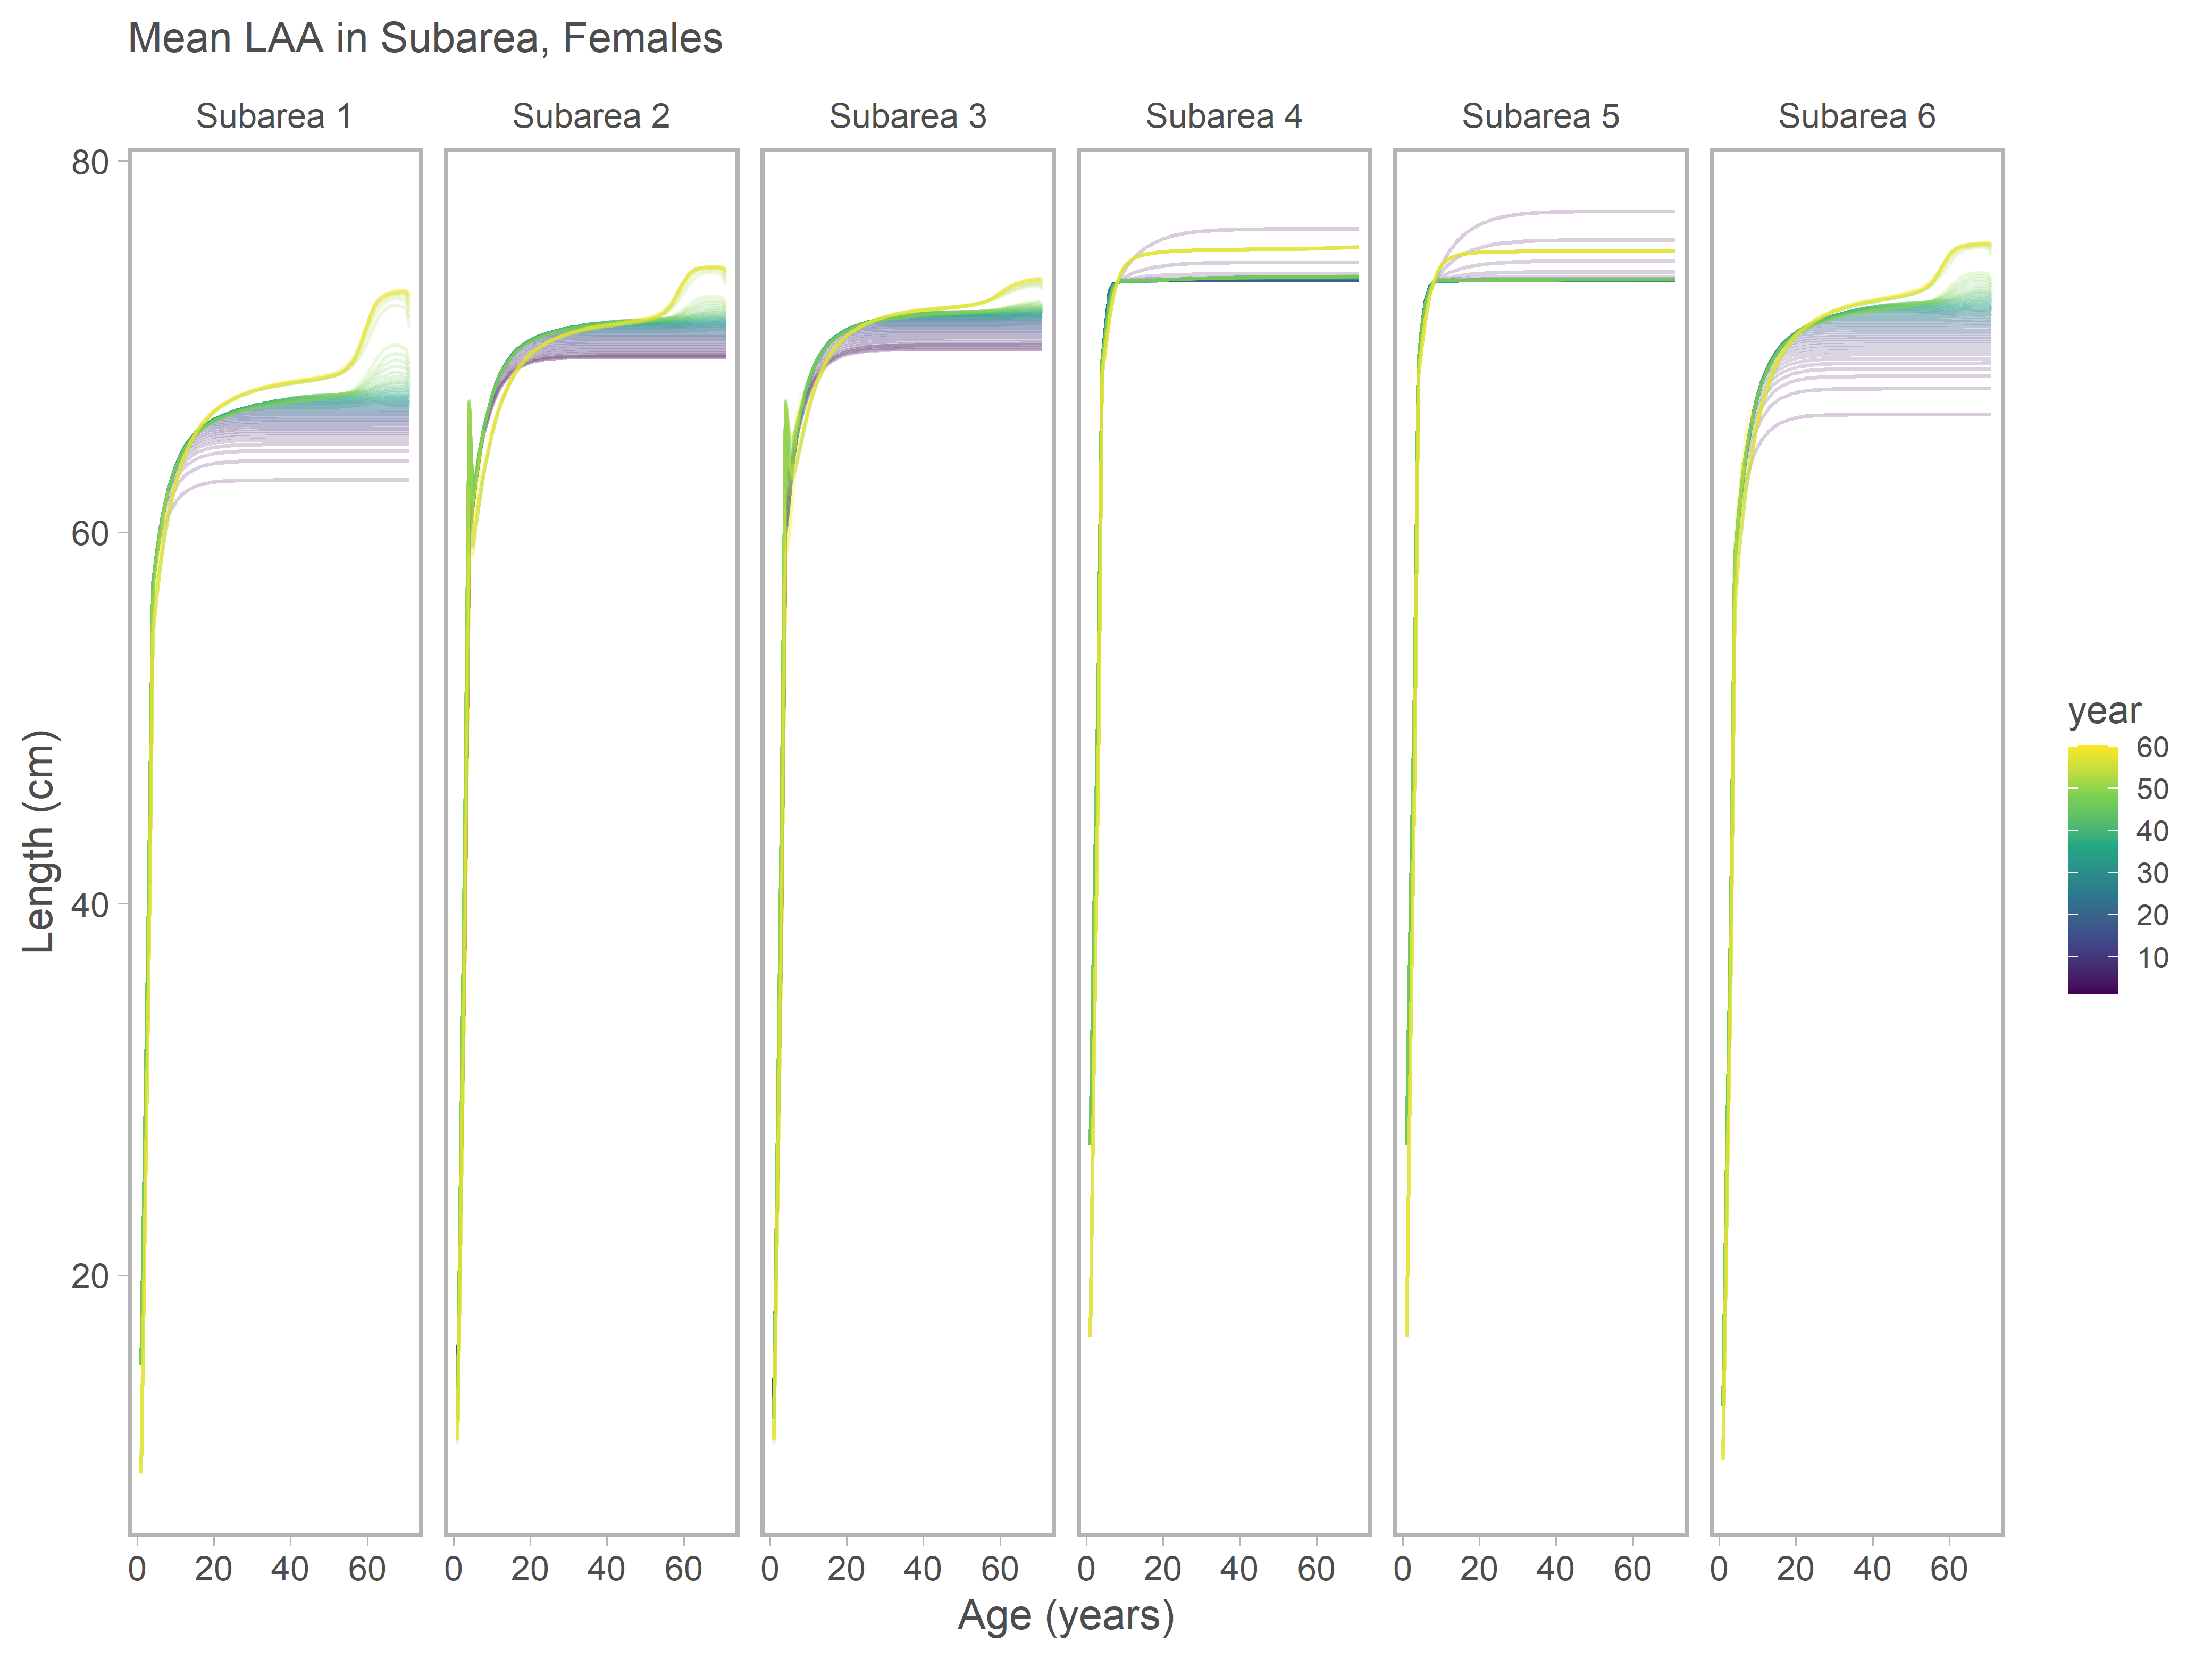 Mean LAA in Subarea, Females
Subarea 1 Subarea 2 Subarea 3 Subarea 4 Subarea 5 Subarea 6
80
60
40
20
Length (cm)
0 20 40 60 0 20 40 60 0 20 40 60 0 20 40 60 0 20 40 60 0 20 40 60
Age (years)
year
60
50
40
30
20
10